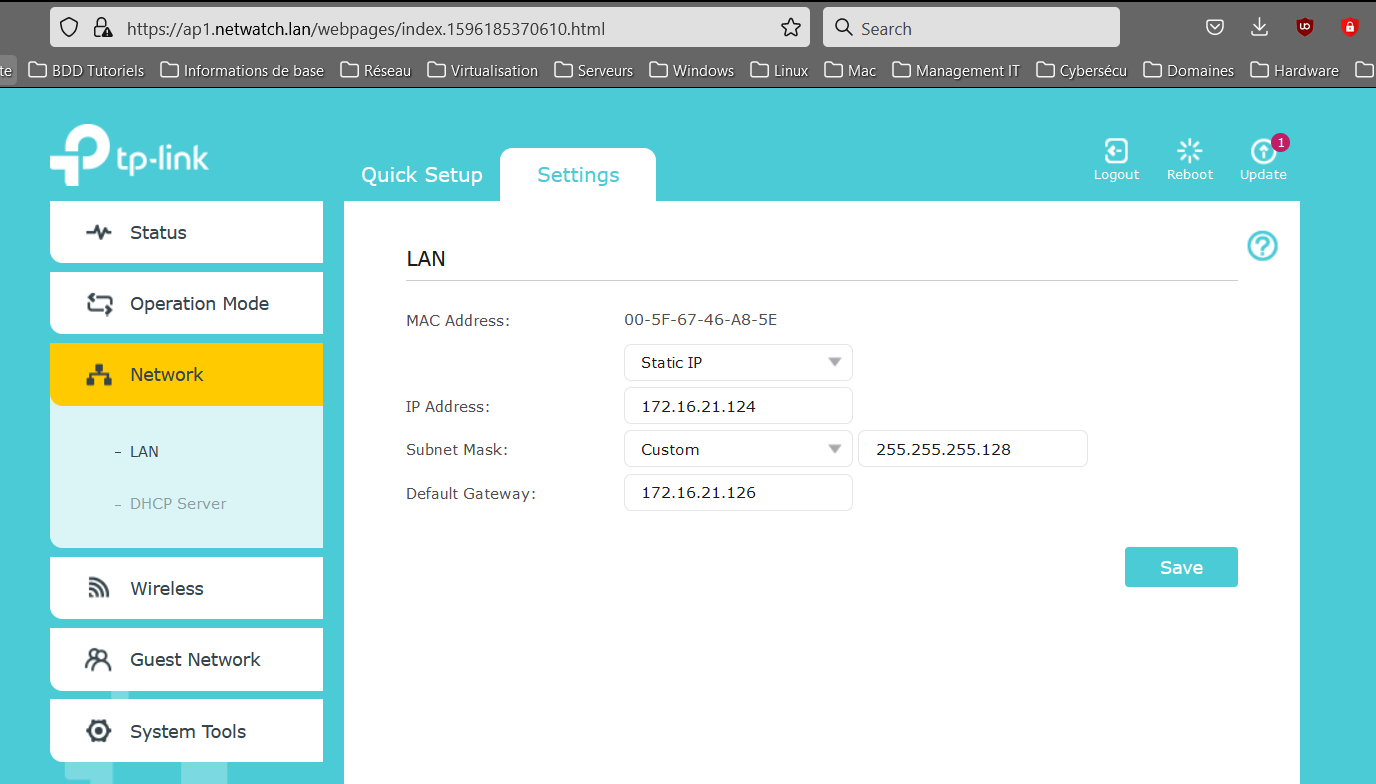 https://ap1.netwatch.lan/webpages/index.1596185370610.html Search
te BDD Tutoriels Informations de base Réseau Virtualisation Serveurs Windows Linux Mac Management IT Cybersécu Domaines Hardware
tp-link
Quick Setup Settings
Logout Reboot Update 1
Status
Operation Mode
Network
- LAN
- DHCP Server
Wireless
Guest Network
System Tools
LAN
?
MAC Address: 00-5F-67-46-A8-5E
Static IP
IP Address: 172.16.21.124
Subnet Mask: Custom 255.255.255.128
Default Gateway: 172.16.21.126
Save